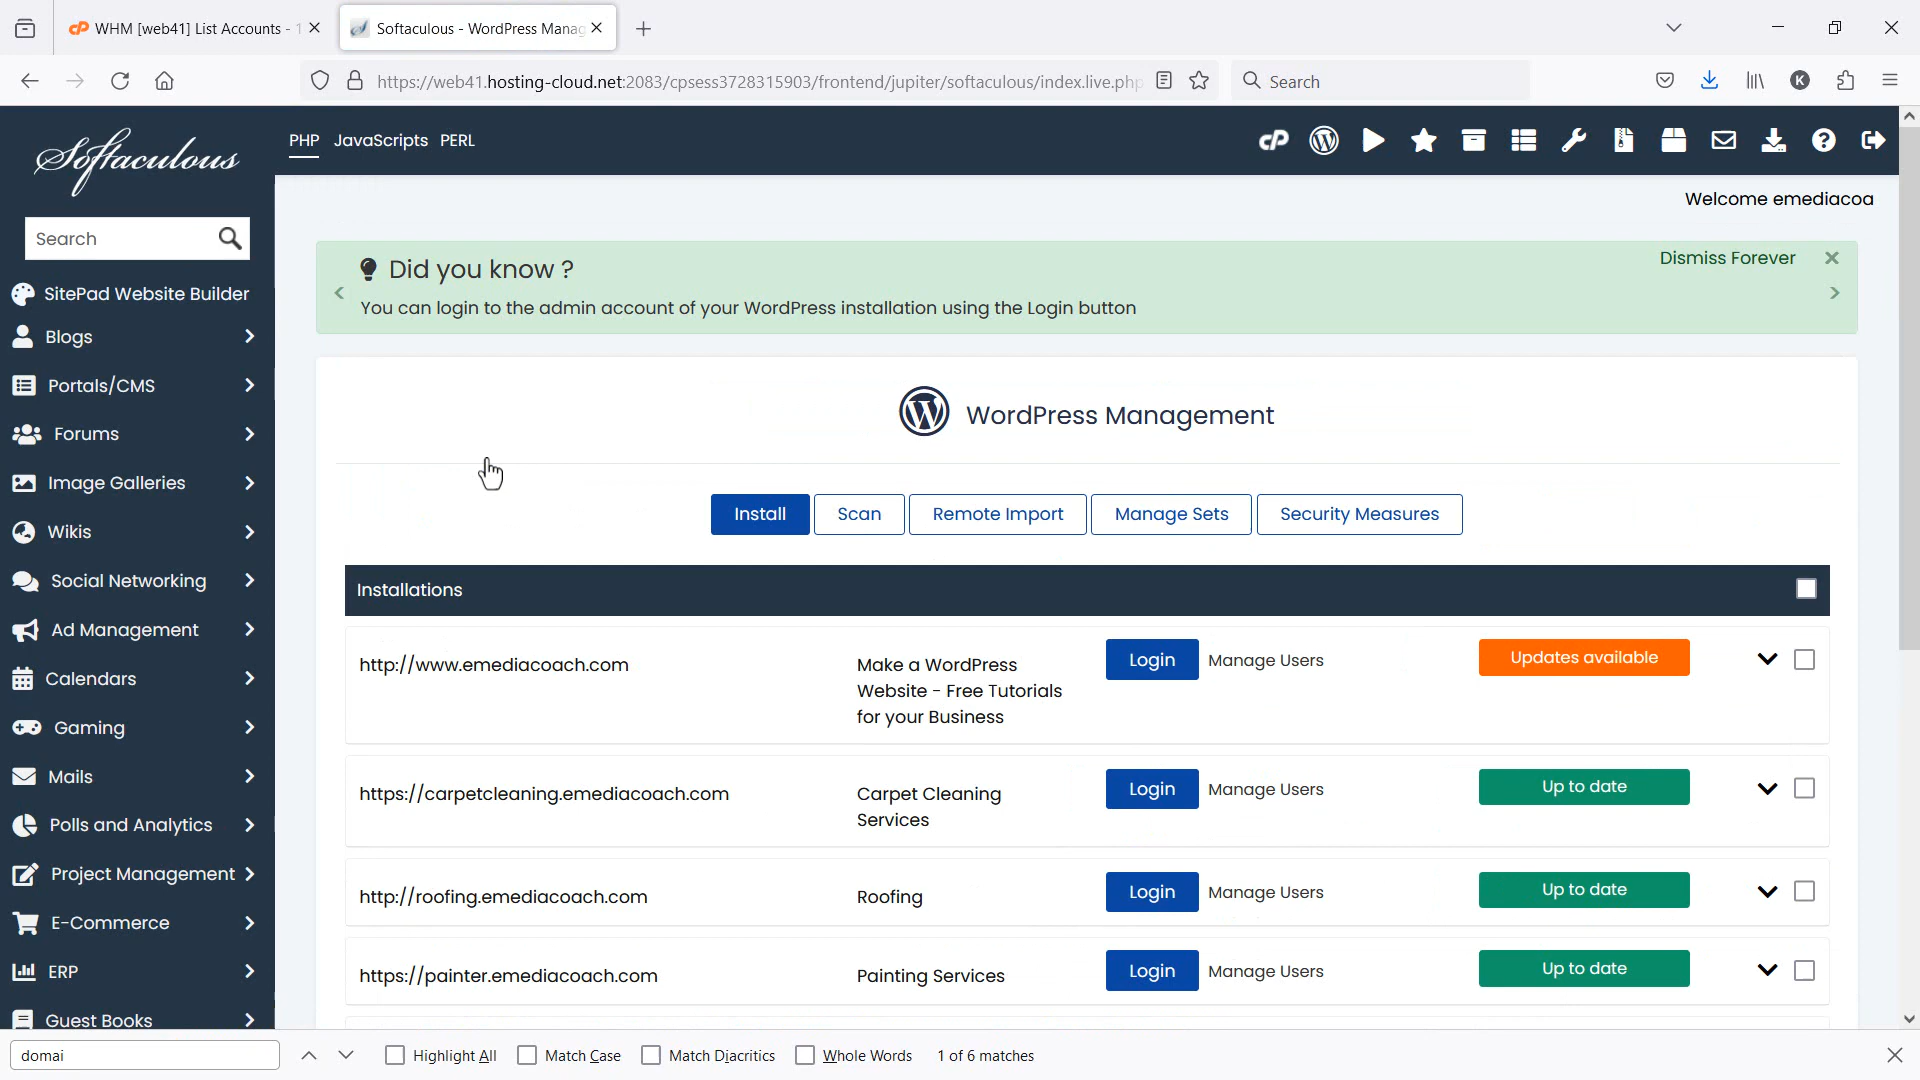 WHM [web41] List Accounts - 1
Softaculous - WordPress Manag
https://web41.hosting-cloud.net:2083/cpsess3728315903/frontend/jupiter/softaculous/index.live.php
Search
K
Softaculous
PHP JavaScripts PERL
Welcome emediacoa
Search
SitePad Website Builder
Blogs
Portals/CMS
Forums
Image Galleries
Wikis
Social Networking
Ad Management
Calendars
Gaming
Mails
Polls and Analytics
Project Management
E-Commerce
ERP
Guest Books
Did you know ?
Dismiss Forever
You can login to the admin account of your WordPress installation using the Login button
WordPress Management
Install Scan Remote Import Manage Sets Security Measures
Installations
http://www.emediacoach.com
Make a WordPress
Website - Free Tutorials
for your Business
Login Manage Users Updates available
https://carpetcleaning.emediacoach.com
Carpet Cleaning
Services
Login Manage Users Up to date
http://roofing.emediacoach.com Roofing Login Manage Users Up to date
https://painter.emediacoach.com Painting Services Login Manage Users Up to date
domai Highlight All Match Case Match Diacritics Whole Words 1 of 6 matches